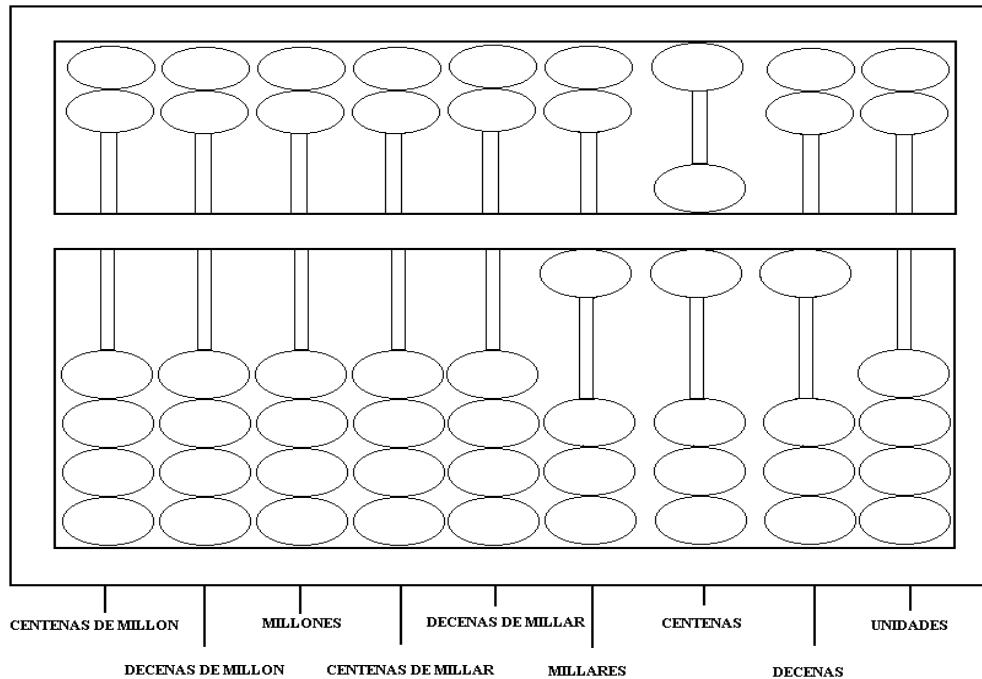 CENTENAS DE MILLON
MILLONES
DECENAS DE MILLAR
CENTENAS
UNIDADES
DECENAS DE MILLON
CENTENAS DE MILLAR
MILLARES
DECENAS